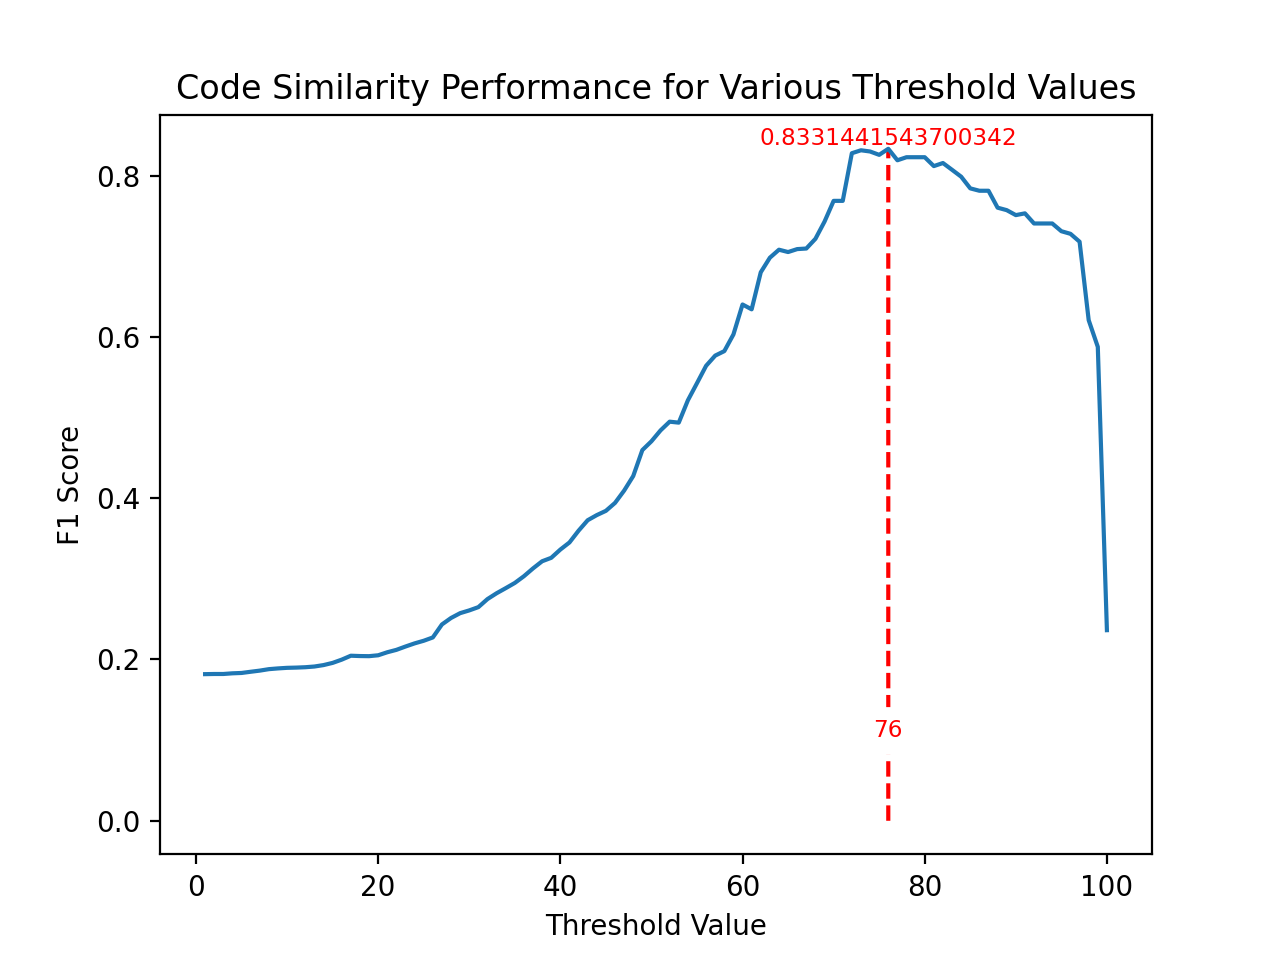 Code Similarity Performance for Various Threshold Values
0.8331441543700342
0.8
0.6
0.4
0.2
0.0
F1 Score
76
0 20 40 60 80 100
Threshold Value